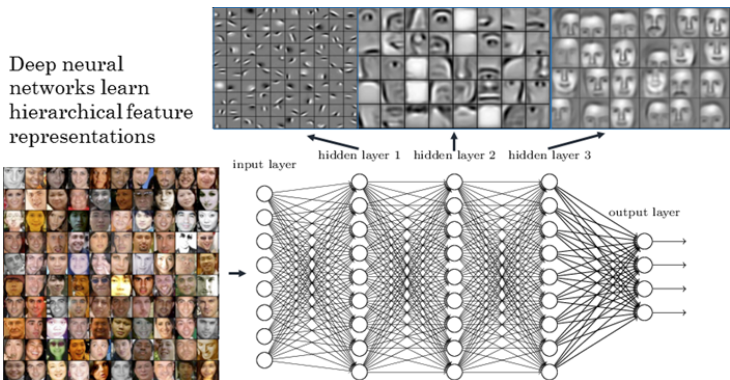 Deep neural
networks learn
hierarchical feature
representations
input layer
hidden layer 1
hidden layer 2
hidden layer 3
output layer